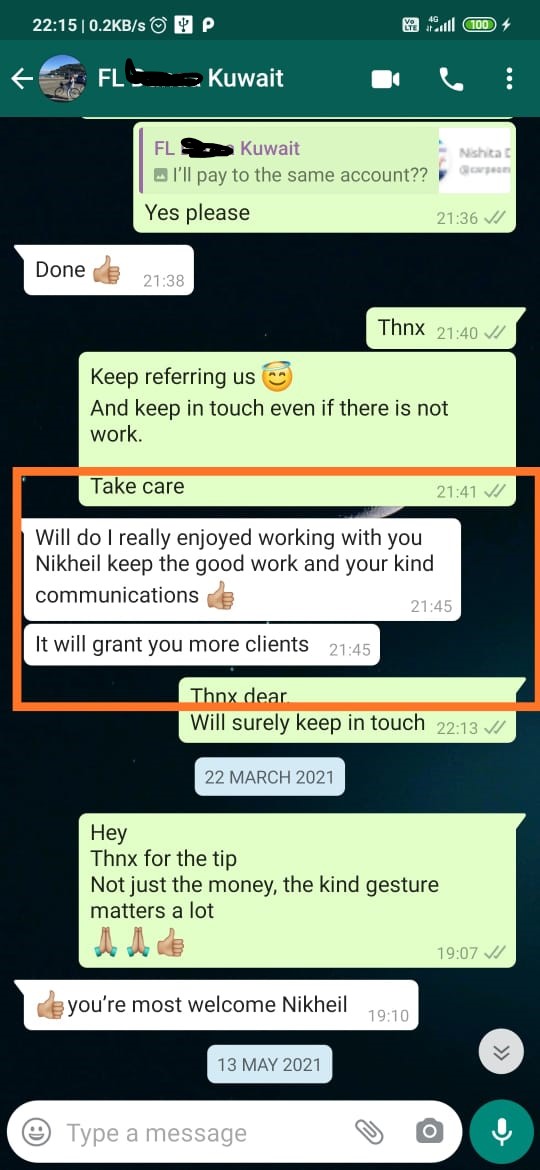 22:15 | 0.2KB/s
Vo LTE 4G 100
FL Kuwait
FL Kuwait
I'll pay to the same account??
Nishita
Yes please
21:36
Done 👍🏼
21:38
Thnx
21:40
Keep referring us 😇
And keep in touch even if there is not
work.
Take care
21:41
Will do I really enjoyed working with you
Nikheil keep the good work and your kind
communications 👍🏼
21:45
It will grant you more clients
21:45
Thnx dear.
Will surely keep in touch
22:13
22 MARCH 2021
Hey
Thnx for the tip
Not just the money, the kind gesture
matters a lot
🙏🏼🙏🏼👍🏼
19:07
👍🏼you're most welcome Nikheil
19:10
13 MAY 2021
Type a message